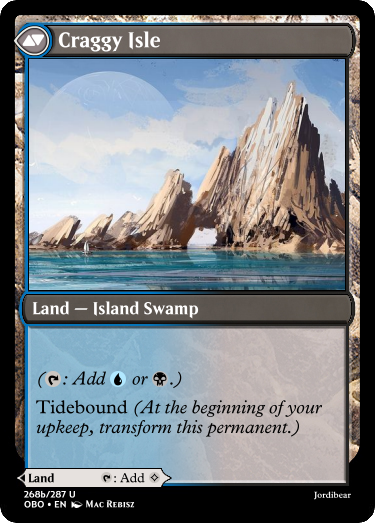 Craggy Isle
Land — Island Swamp
(: Add or .)
Tidebound (At the beginning of your
upkeep, transform this permanent.)
Land : Add
268b/287 U
OBO • EN Mac Rebisz
Jordibear